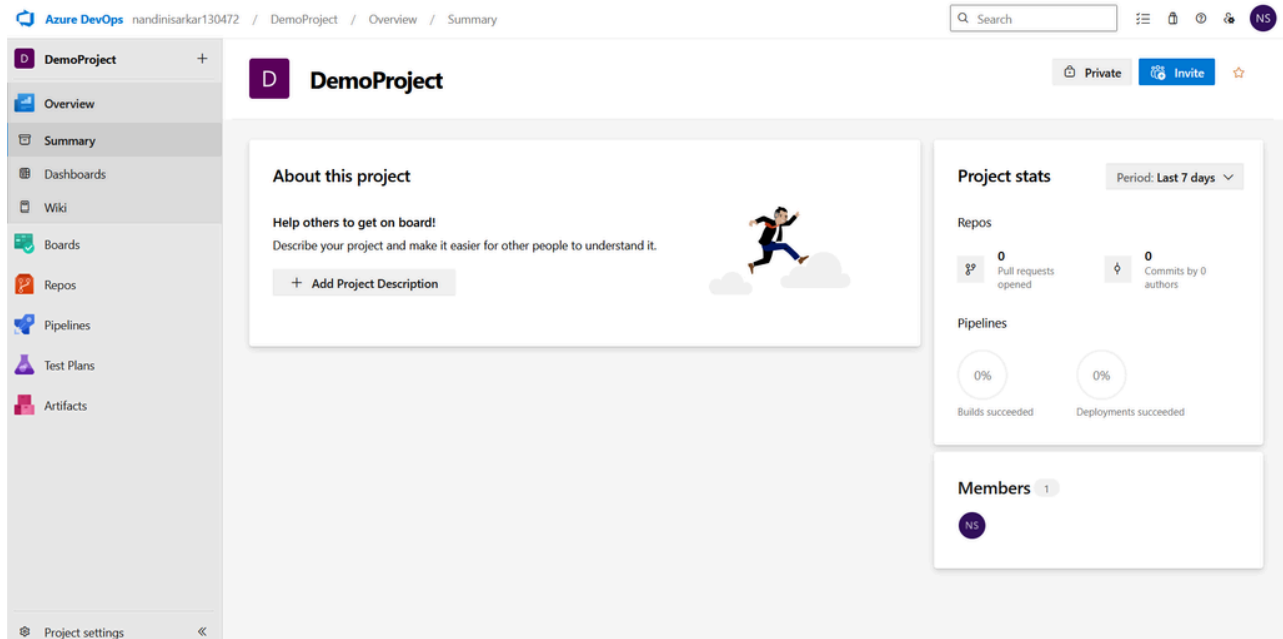 Azure DevOps nandinisarkar130472 / DemoProject / Overview / Summary
Search
NS
D DemoProject +
Overview
Summary
Dashboards
Wiki
Boards
Repos
Pipelines
Test Plans
Artifacts
Project settings
D DemoProject
Private
Invite
About this project
Help others to get on board!
Describe your project and make it easier for other people to understand it.
+ Add Project Description
Project stats
Period: Last 7 days
Repos
0
Pull requests
opened
0
Commits by 0
authors
Pipelines
0%
Builds succeeded
0%
Deployments succeeded
Members 1
NS